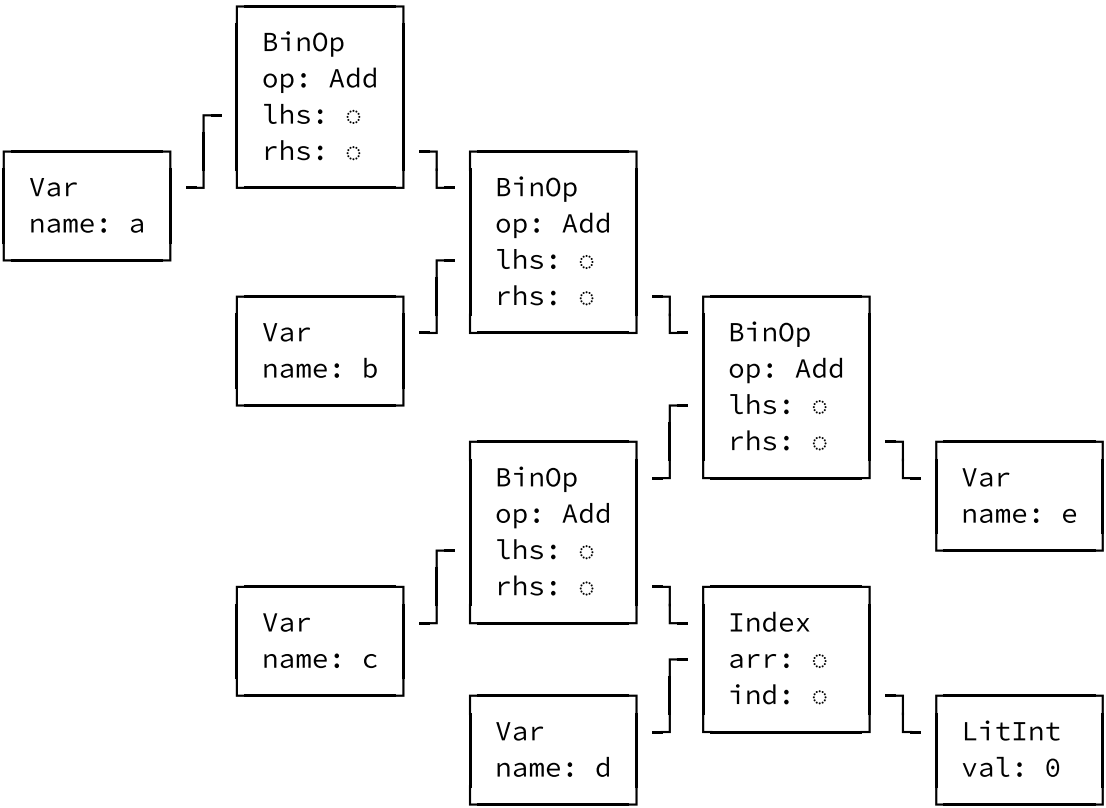 BinOp
op: Add
lhs: ◌
rhs: ◌
Var
name: a
BinOp
op: Add
lhs: ◌
rhs: ◌
Var
name: b
BinOp
op: Add
lhs: ◌
rhs: ◌
BinOp
op: Add
lhs: ◌
rhs: ◌
Var
name: e
Var
name: c
Index
arr: ◌
ind: ◌
Var
name: d
LitInt
val: 0